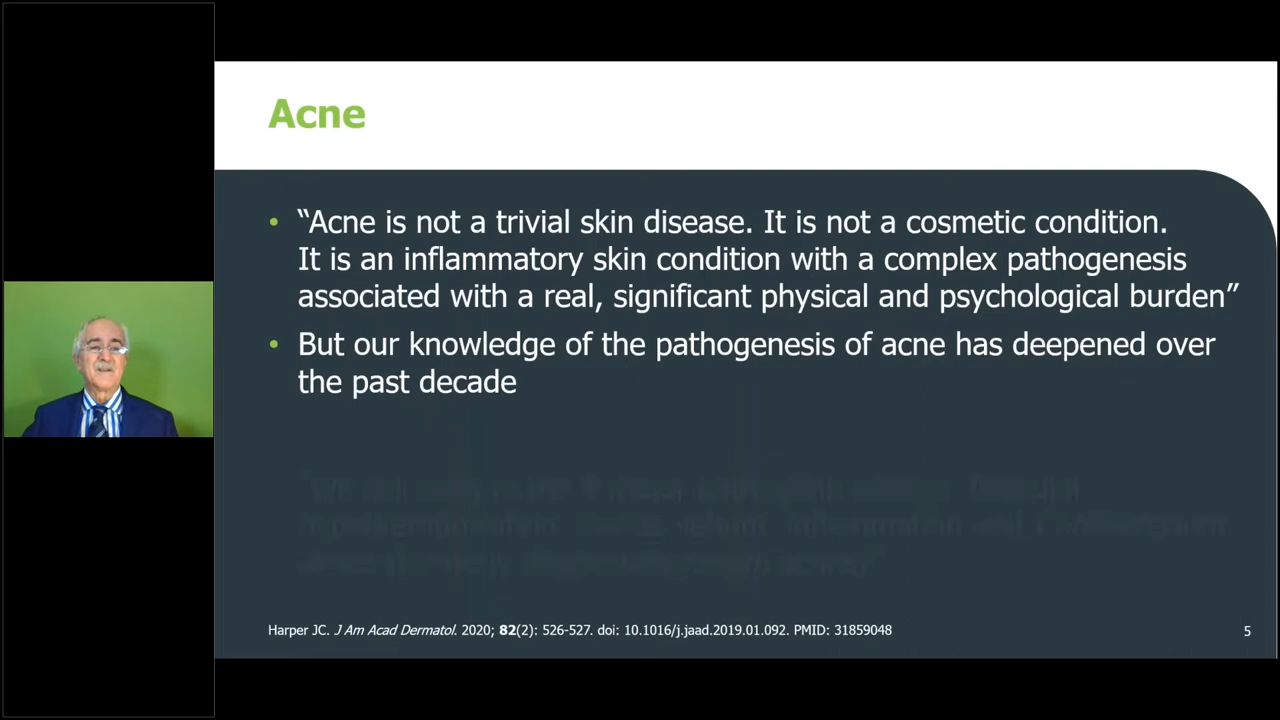 Acne
• “Acne is not a trivial skin disease. It is not a cosmetic condition.
It is an inflammatory skin condition with a complex pathogenesis
associated with a real, significant physical and psychological burden”
• But our knowledge of the pathogenesis of acne has deepened over
the past decade
Harper JC. J Am Acad Dermatol. 2020; 82(2): 526-527. doi: 10.1016/j.jaad.2019.01.092. PMID: 31859048
5